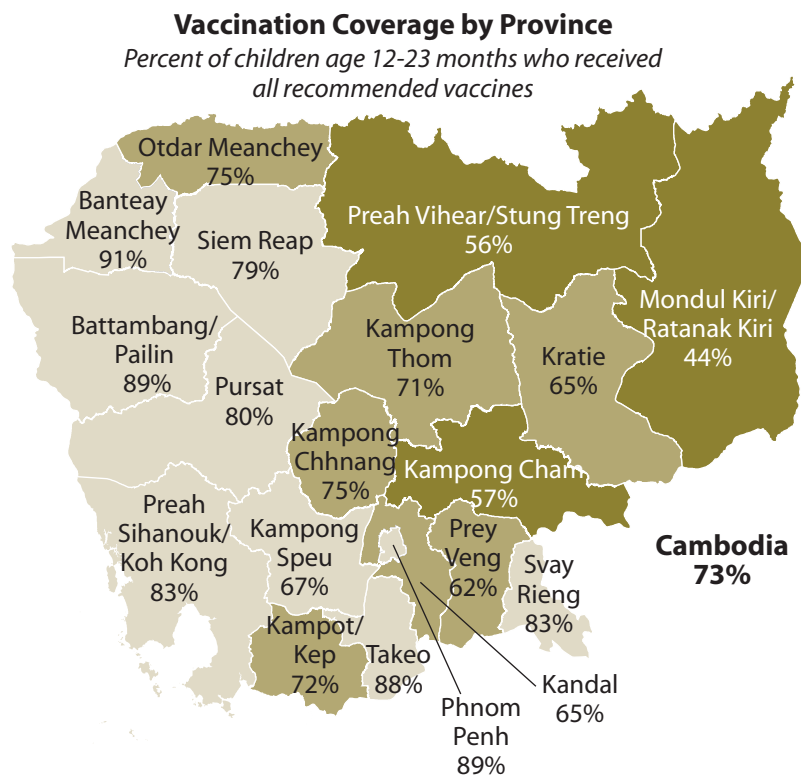 Vaccination Coverage by Province
Percent of children age 12-23 months who received
all recommended vaccines
Otdar Meanchey
75%
Banteay
Meanchey
91%
Siem Reap
79%
Preah Vihear/Stung Treng
56%
Mondul Kiri/
Ratanak Kiri
44%
Battambang/
Pailin
89%
Pursat
80%
Kampong
Thom
71%
Kratie
65%
Kampong
Chhnang
75%
Kampong Cham
57%
Preah
Sihanouk/
Koh Kong
83%
Kampong
Speu
67%
Prey
Veng
62%
Svay
Rieng
83%
Cambodia
73%
Kampot/
Kep
72%
Takeo
88%
Phnom
Penh
89%
Kandal
65%